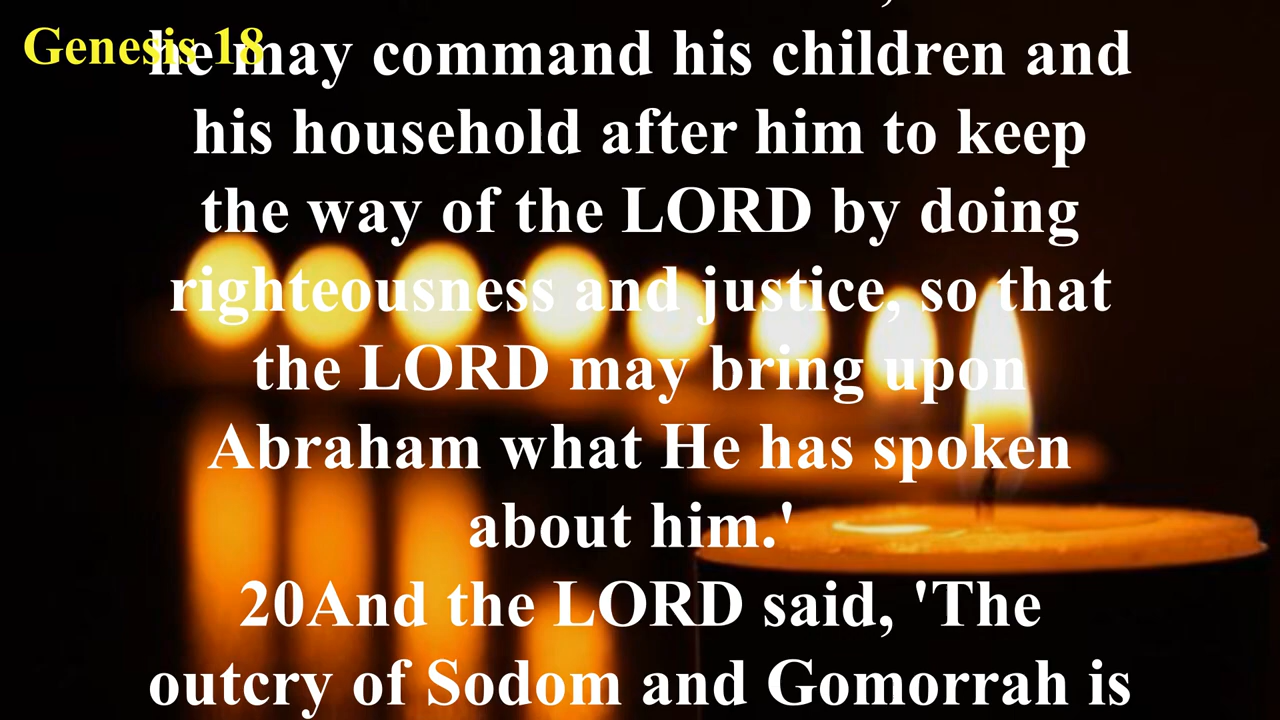 Genesis 18
he may command his children and
his household after him to keep
the way of the LORD by doing
righteousness and justice, so that
the LORD may bring upon
Abraham what He has spoken
about him.'
20And the LORD said, 'The
outcry of Sodom and Gomorrah is